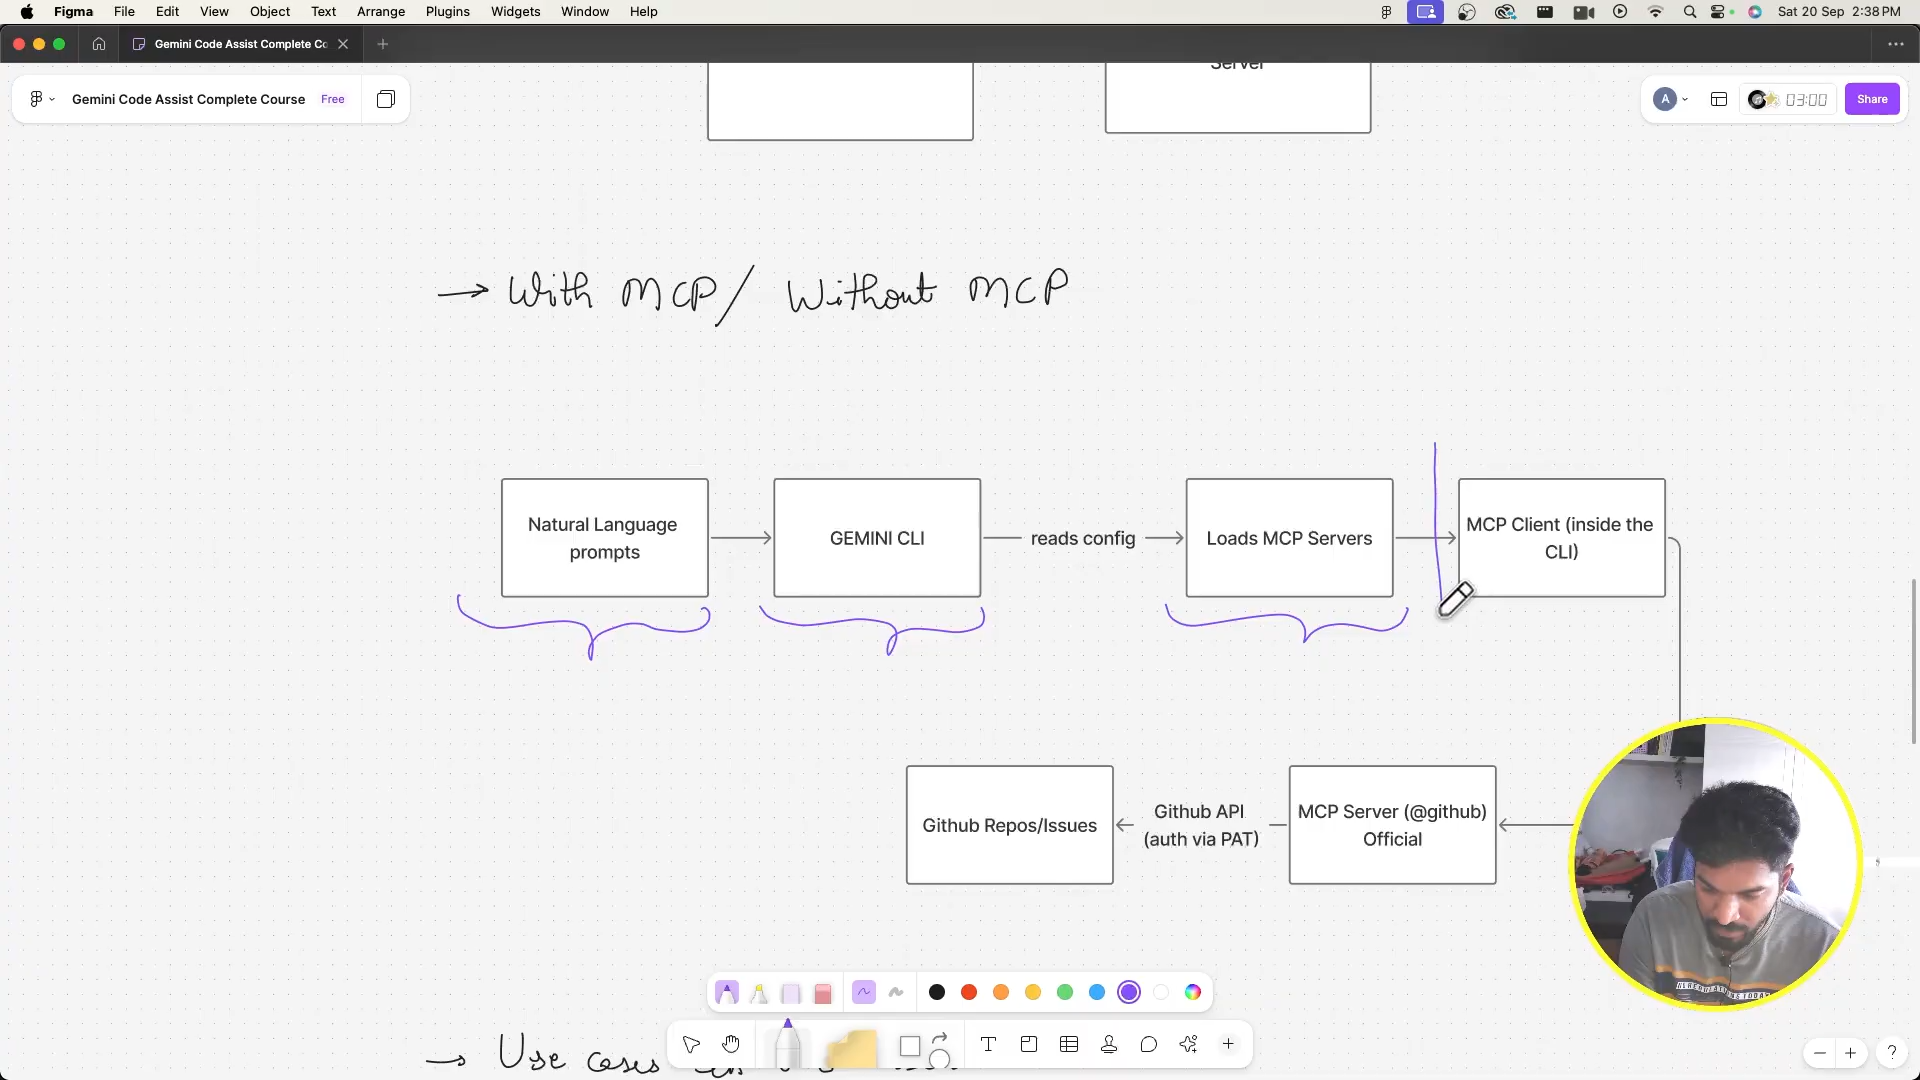 Figma File Edit View Object Text Arrange Plugins Widgets Window Help Sat 20 Sep 2:38 PM
Gemini Code Assist Complete Co
Gemini Code Assist Complete Course Free
A 03:00 Share
Server
→ With MCP/ Without MCP
Natural Language
prompts
GEMINI CLI
reads config
Loads MCP Servers
MCP Client (inside the
CLI)
Github Repos/Issues
Github API
(auth via PAT)
MCP Server (@github)
Official
→ Use cases
T
?